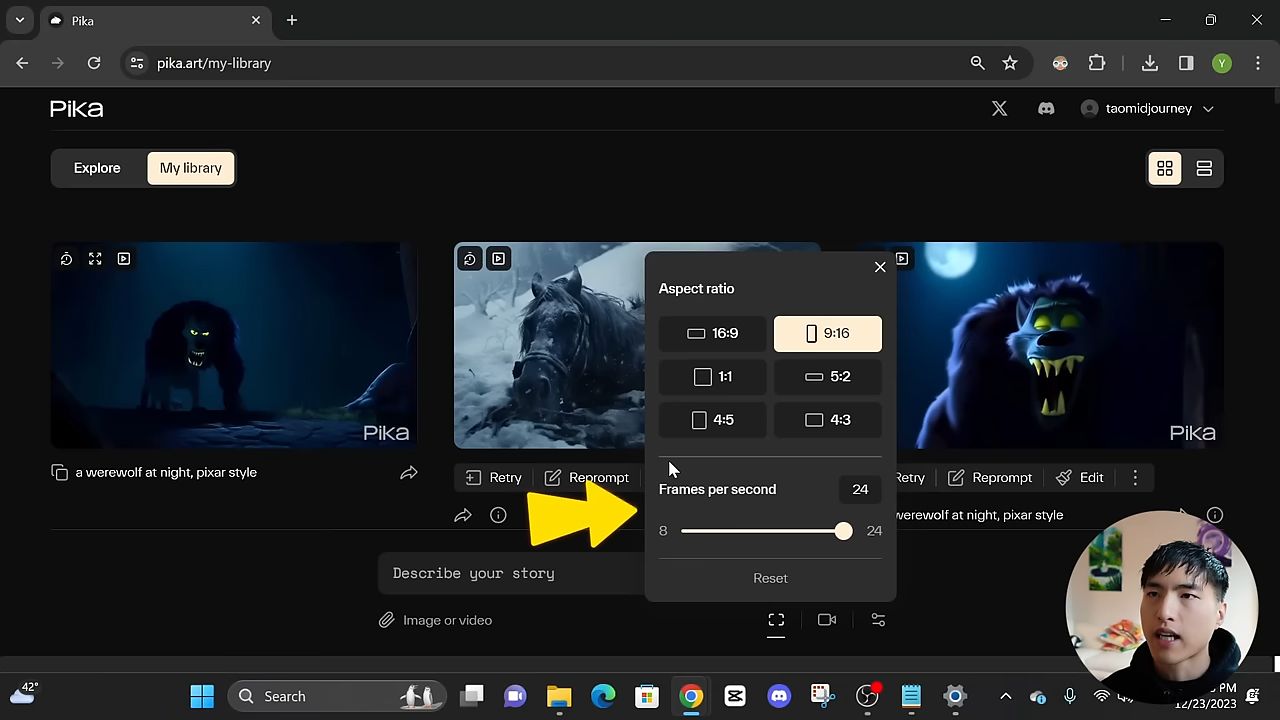 Pika
pika.art/my-library
Y
Pika
taomidjourney
Explore
My library
Aspect ratio
16:9
9:16
1:1
5:2
4:5
4:3
Pika
Pika
a werewolf at night, pixar style
Retry
Reprompt
Retry
Reprompt
Edit
Frames per second
24
werewolf at night, pixar style
8
24
Describe your story
Reset
Image or video
42°
Search
PM
12/23/2023